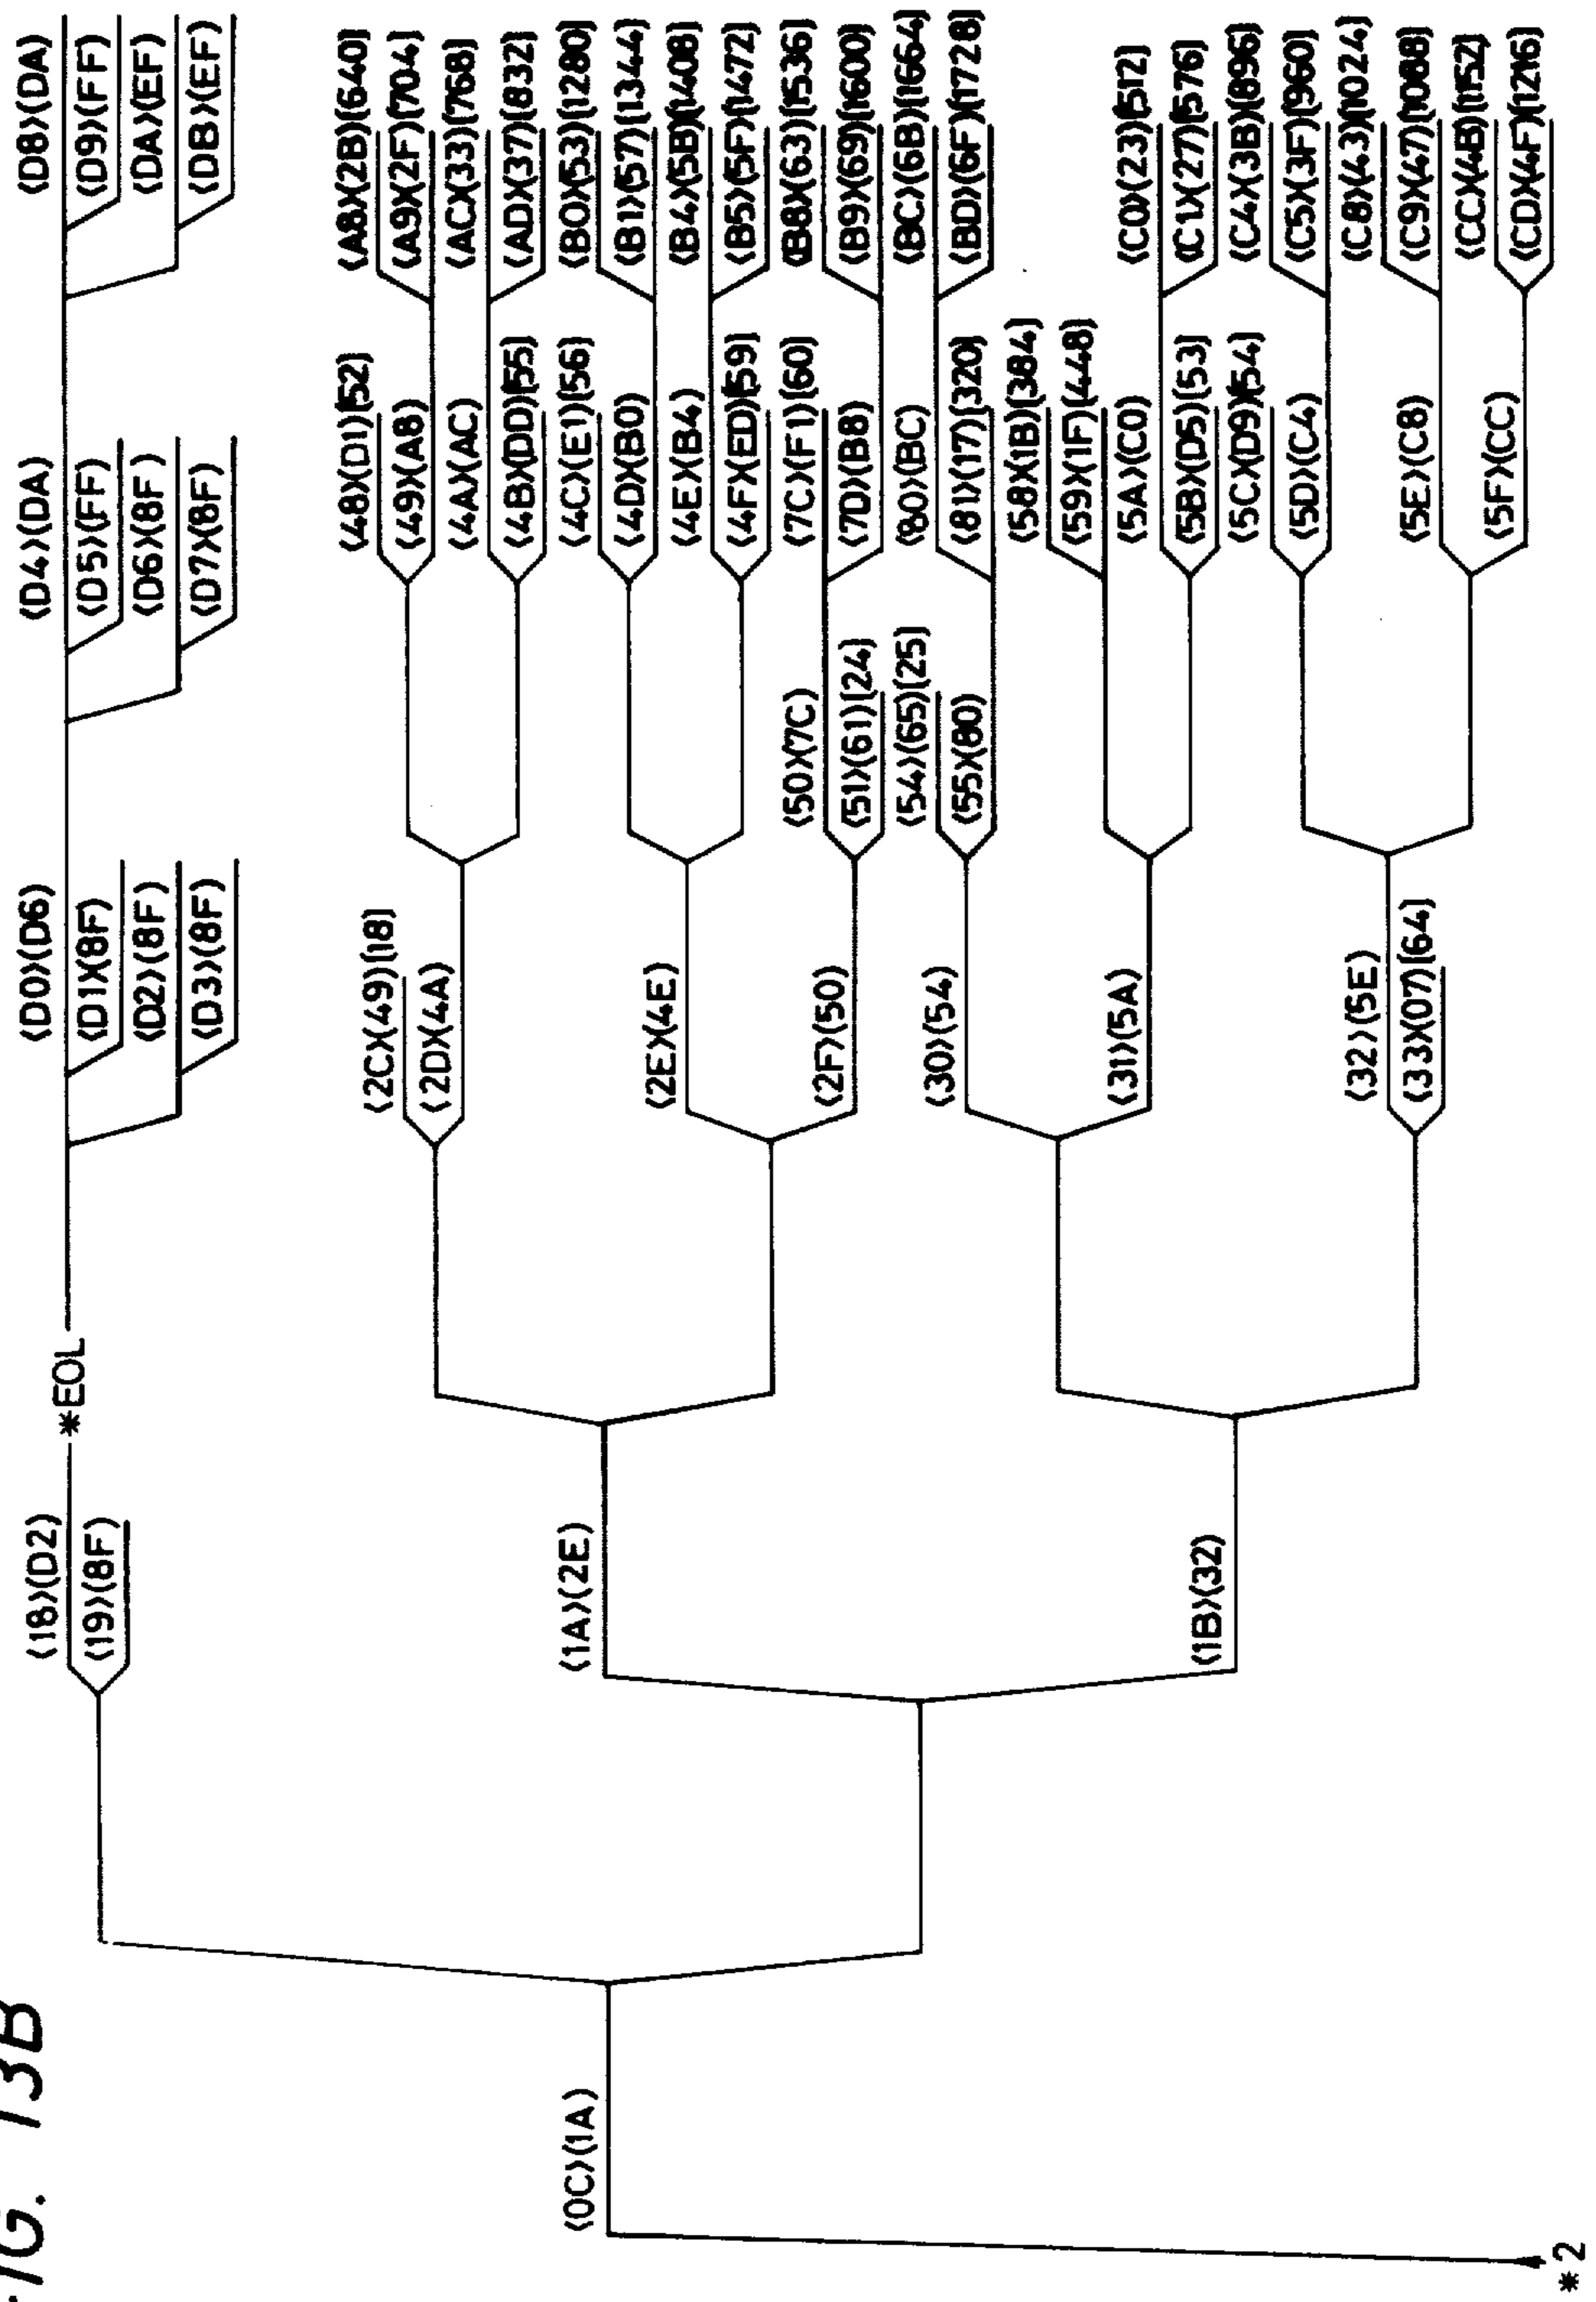 FIG. 13B
*2
<0C>(1A)
<18>(D2)
<19>(8F)
<1A>(2E)
<1B>(32)
*EOL
<D0>(D6)
<D1>(8F)
<D2>(8F)
<D3>(8F)
<D4>(DA)
<D5>(FF)
<D6>(8F)
<D7>(8F)
<D8>(DA)
<D9>(FF)
<DA>(EF)
<DB>(EF)
<2C>(49)[18]
<2D>(4A)
<2E>(4E)
<2F>(50)
<30>(54)
<31>(5A)
<32>(5E)
<33>(07)[64]
<50>(7C)
<51>(61)[24]
<54>(65)[25]
<55>(80)
<48>(D1)[52]
<49>(A8)
<4A>(AC)
<4B>(DD)[55]
<4C>(E1)[56]
<4D>(B0)
<4E>(B4)
<4F>(ED)[59]
<7C>(F1)[60]
<7D>(B8)
<80>(BC)
<81>(17)[320]
<58>(1B)[384]
<59>(1F)[448]
<5A>(C0)
<5B>(D5)[53]
<5C>(D9)[54]
<5D>(C4)
<5E>(C8)
<5F>(CC)
<A8>(2B)[640]
<A9>(2F)[704]
<AC>(33)[768]
<AD>(37)[832]
<B0>(53)[1280]
<B1>(57)[1344]
<B4>(5B)[1408]
<B5>(5F)[1472]
<B8>(63)[1536]
<B9>(69)[1600]
<BC>(6B)[1664]
<BD>(6F)[1728]
<C0>(23)[512]
<C1>(27)[576]
<C4>(3B)[896]
<C5>(3F)[960]
<C8>(43)[1024]
<C9>(47)[1088]
<CC>(4B)[1152]
<CD>(4F)[1216]